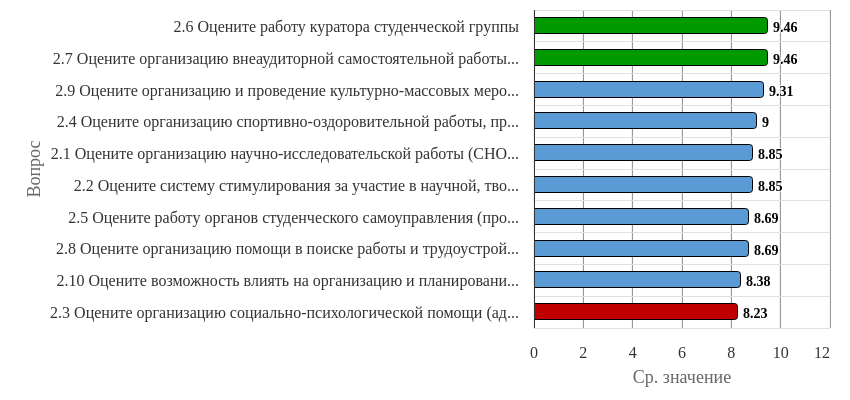 2.6 Оцените работу куратора студенческой группы 9.46
2.7 Оцените организацию внеаудиторной самостоятельной работы... 9.46
2.9 Оцените организацию и проведение культурно-массовых меро... 9.31
2.4 Оцените организацию спортивно-оздоровительной работы, пр... 9
2.1 Оцените организацию научно-исследовательской работы (СНО... 8.85
2.2 Оцените систему стимулирования за участие в научной, тво... 8.85
2.5 Оцените работу органов студенческого самоуправления (про... 8.69
2.8 Оцените организацию помощи в поиске работы и трудоустрой... 8.69
2.10 Оцените возможность влиять на организацию и планировани... 8.38
2.3 Оцените организацию социально-психологической помощи (ад... 8.23
Вопрос
0 2 4 6 8 10 12
Ср. значение